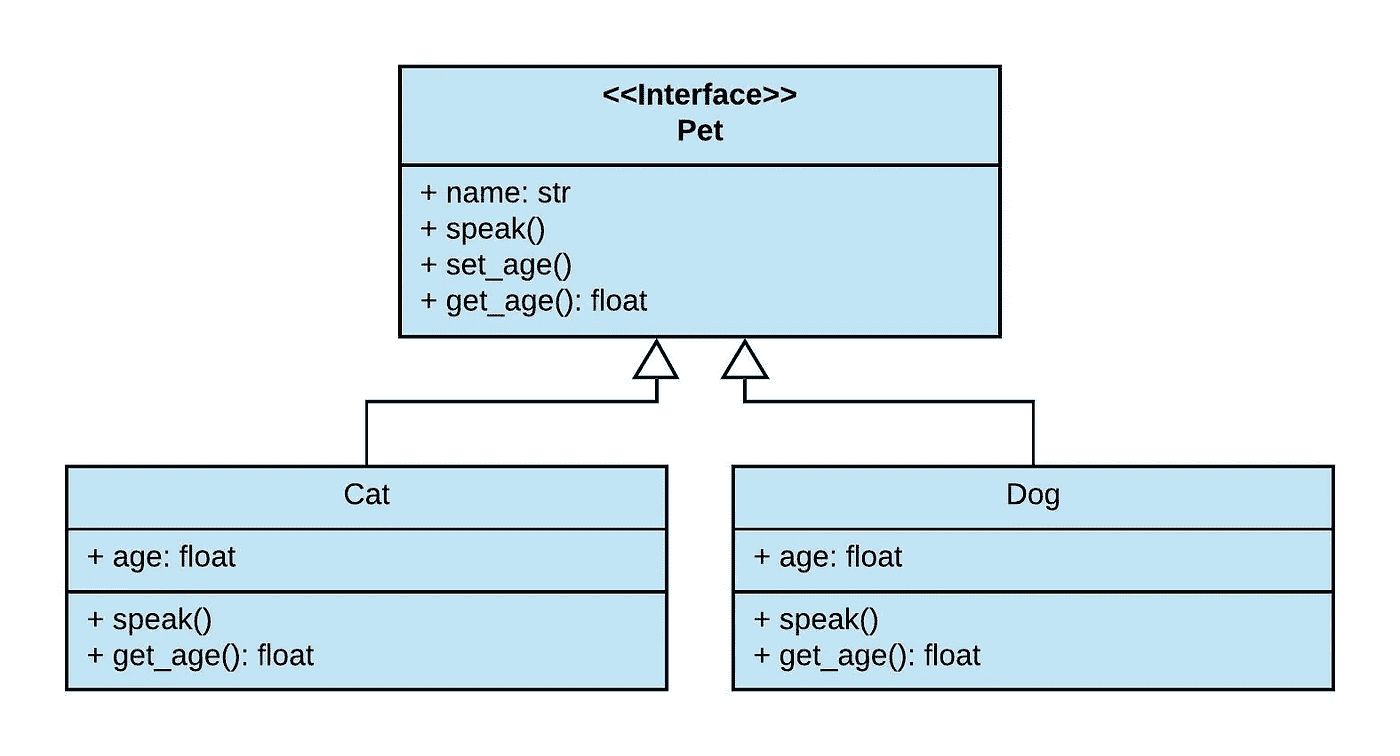 <<Interface>>
Pet
+ name: str
+ speak()
+ set_age()
+ get_age(): float
Cat
+ age: float
+ speak()
+ get_age(): float
Dog
+ age: float
+ speak()
+ get_age(): float